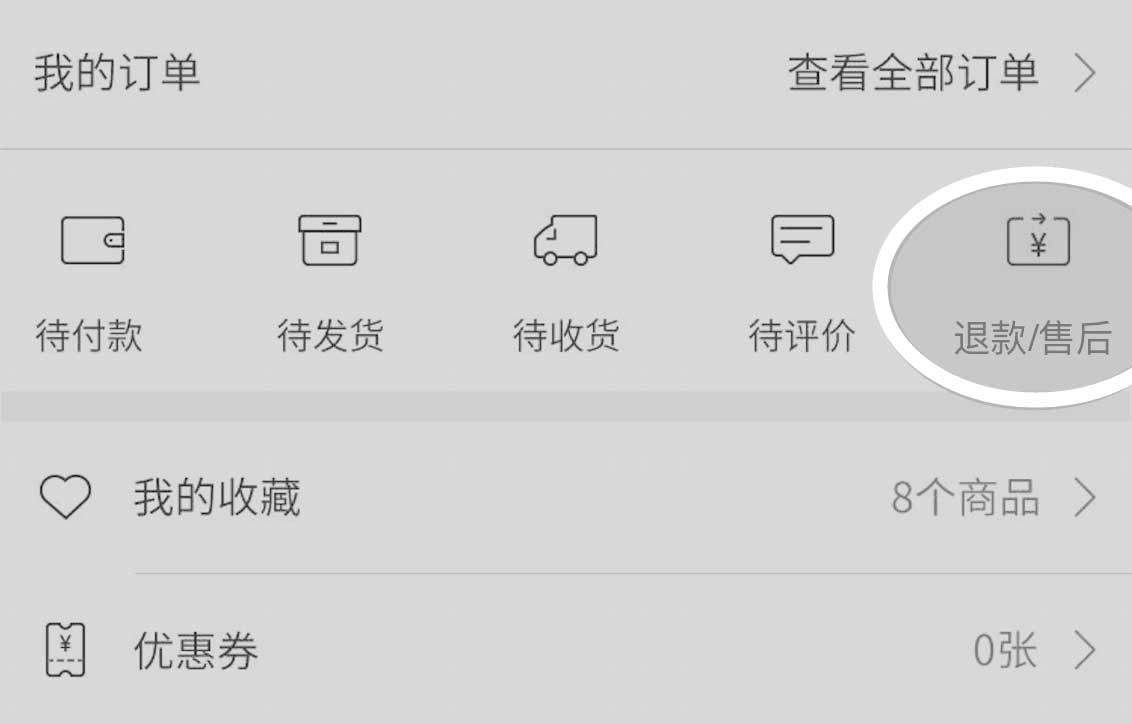 我的订单 查看全部订单
待付款 待发货 待收货 待评价 退款/售后
我的收藏 8个商品
优惠券 0张